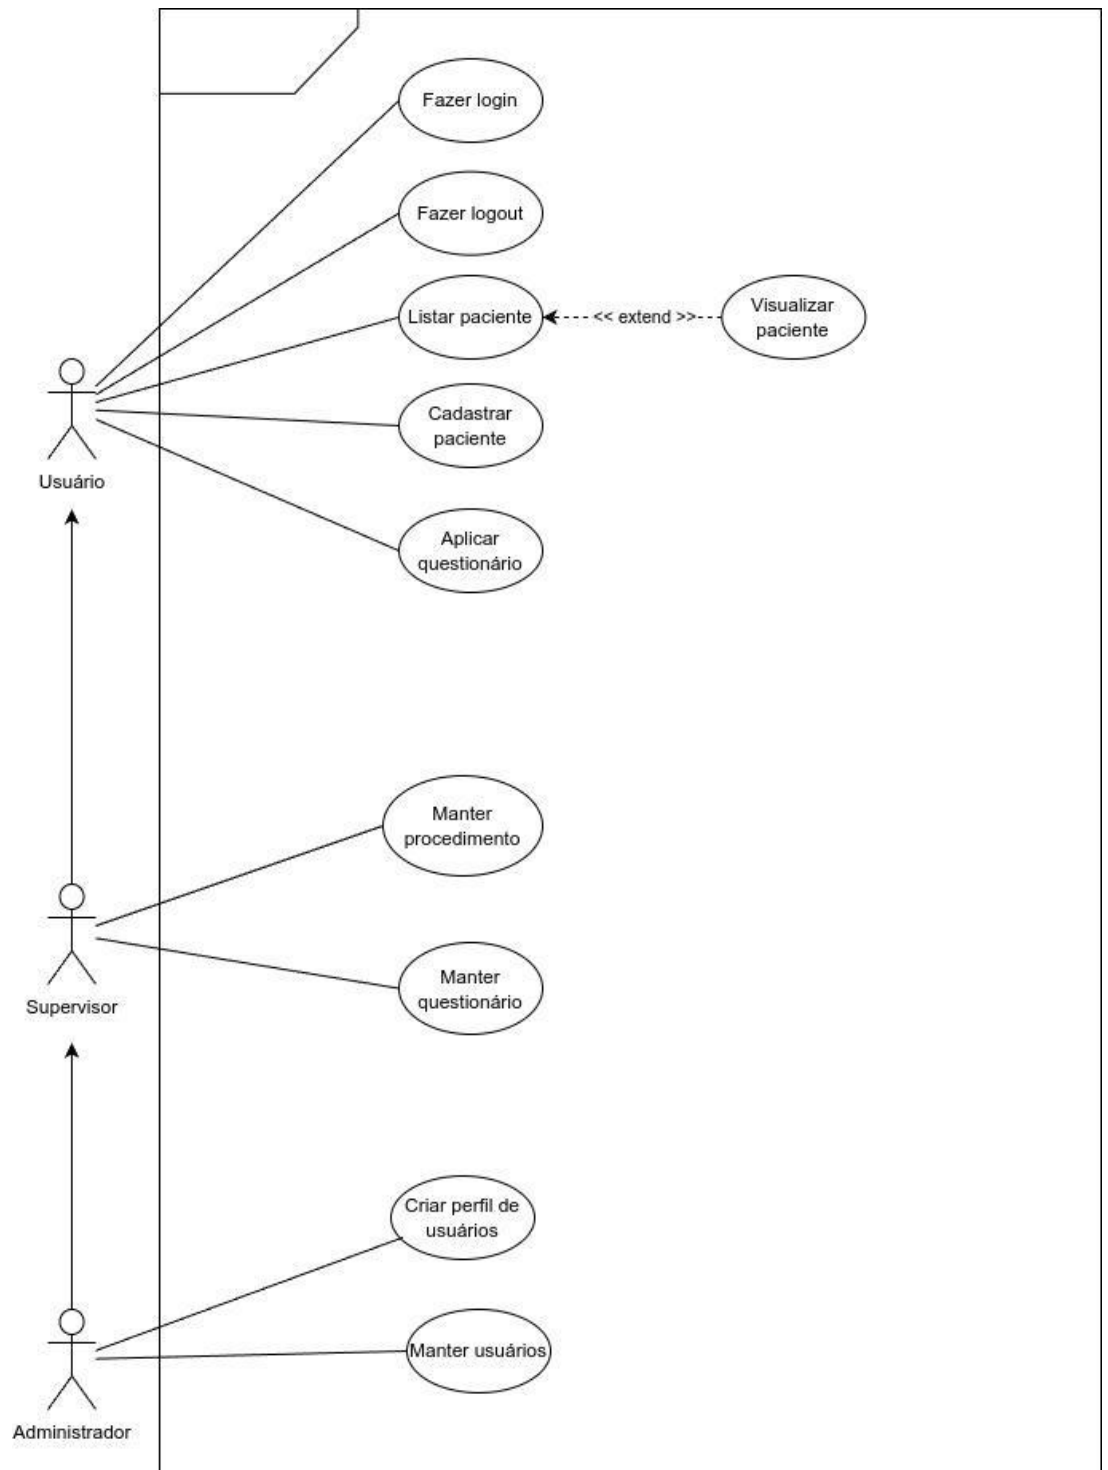 Fazer login
Fazer logout
Listar paciente
<< extend >>
Visualizar
paciente
Cadastrar
paciente
Usuário
Aplicar
questionário
Manter
procedimento
Manter
questionário
Supervisor
Criar perfil de
usuários
Manter usuários
Administrador